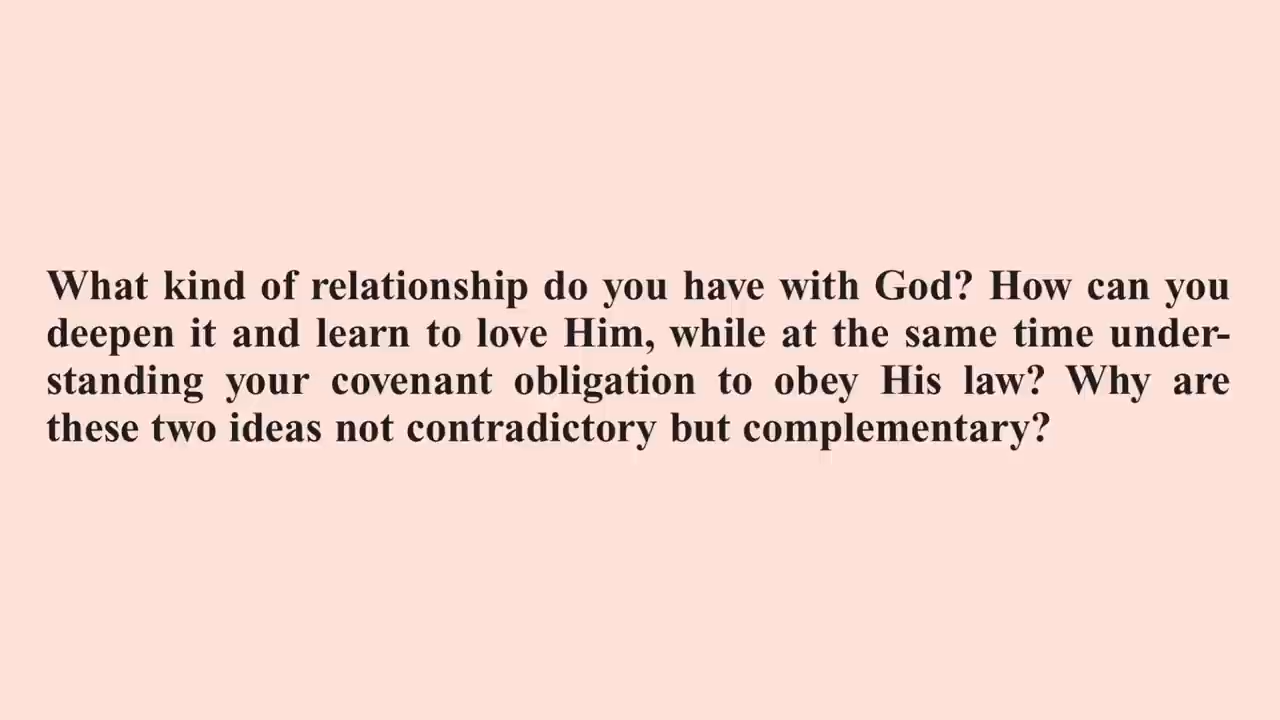 What kind of relationship do you have with God? How can you
deepen it and learn to love Him, while at the same time under-
standing your covenant obligation to obey His law? Why are
these two ideas not contradictory but complementary?